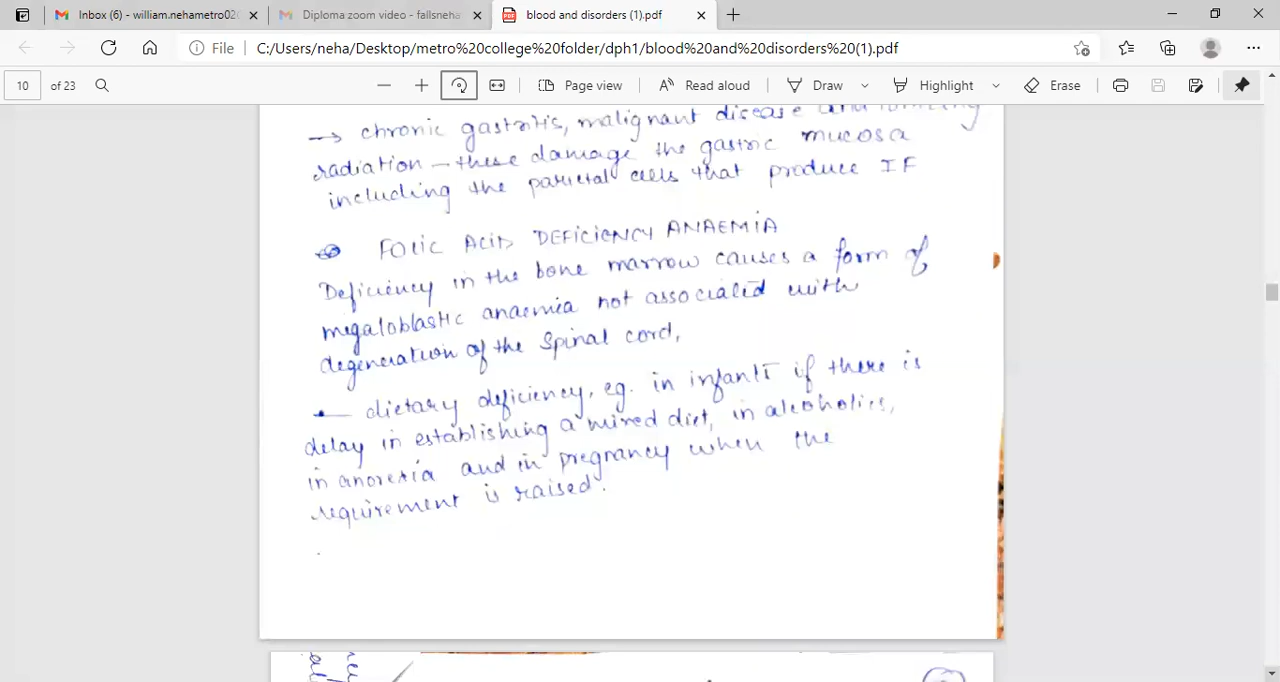 Inbox (6) - william.nehametro02
Diploma zoom video - fallsneha
blood and disorders (1).pdf
File
C:/Users/neha/Desktop/metro%20college%20folder/dph1/blood%20and%20disorders%20(1).pdf
10 of 23
Page view
Read aloud
Draw
Highlight
Erase
→ chronic gastritis, malignant disease and ionising
radiation — these damage the gastric mucosa
including the parietal cells that produce IF
FOLIC ACID DEFICIENCY ANAEMIA
Deficiency in the bone marrow causes a form of
megaloblastic anaemia not associated with
degeneration of the spinal cord,
dietary deficiency, eg. in infants if there is
delay in establishing a mixed diet, in alcoholics,
in anorexia and in pregnancy when the
requirement is raised.